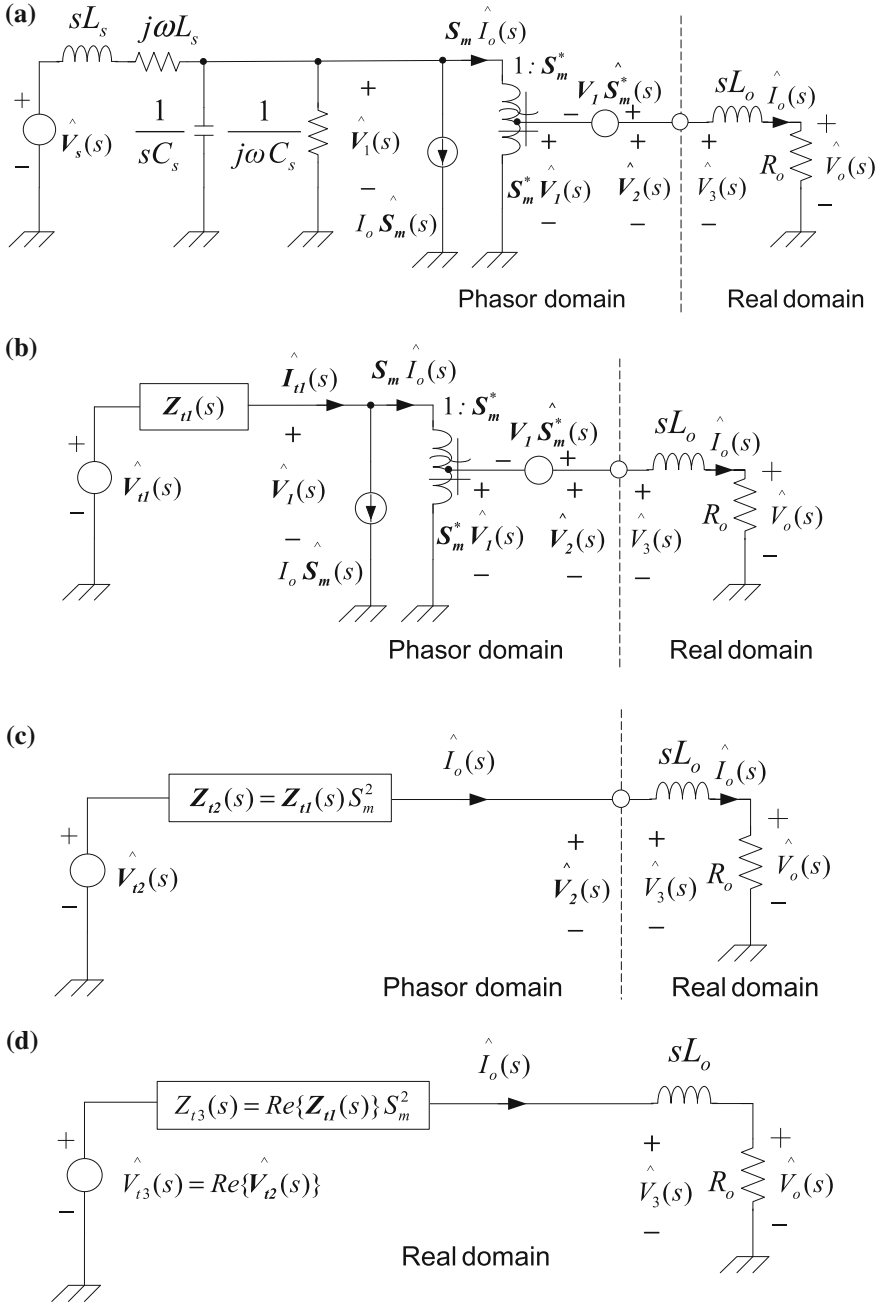 (a)
sL_s
jωL_s
S_m Î_o(s)
1 : S_m^*
V_1 Ŝ_m^*(s)
sL_o
Î_o(s)
+
−
V̂_s(s)
1/(sC_s)
1/(jωC_s)
+
V̂_1(s)
−
I_o Ŝ_m(s)
− +
+
S_m^* V̂_1(s)
−
+
V̂_2(s)
−
+
V̂_3(s)
−
R_o
+
V̂_o(s)
−
Phasor domain
Real domain
(b)
Z_t1(s)
Î_t1(s)
S_m Î_o(s)
1 : S_m^*
V_1 Ŝ_m^*(s)
sL_o
Î_o(s)
+
−
V̂_t1(s)
+
V̂_1(s)
−
I_o Ŝ_m(s)
− +
+
S_m^* V̂_1(s)
−
+
V̂_2(s)
−
+
V̂_3(s)
−
R_o
+
V̂_o(s)
−
Phasor domain
Real domain
(c)
Z_t2(s) = Z_t1(s) S_m^2
Î_o(s)
sL_o
Î_o(s)
+
−
V̂_t2(s)
+
V̂_2(s)
−
+
V̂_3(s)
−
R_o
+
V̂_o(s)
−
Phasor domain
Real domain
(d)
Z_t3(s) = Re{Z_t1(s)} S_m^2
Î_o(s)
sL_o
+
−
V̂_t3(s) = Re{V̂_t2(s)}
+
V̂_3(s)
−
R_o
+
V̂_o(s)
−
Real domain